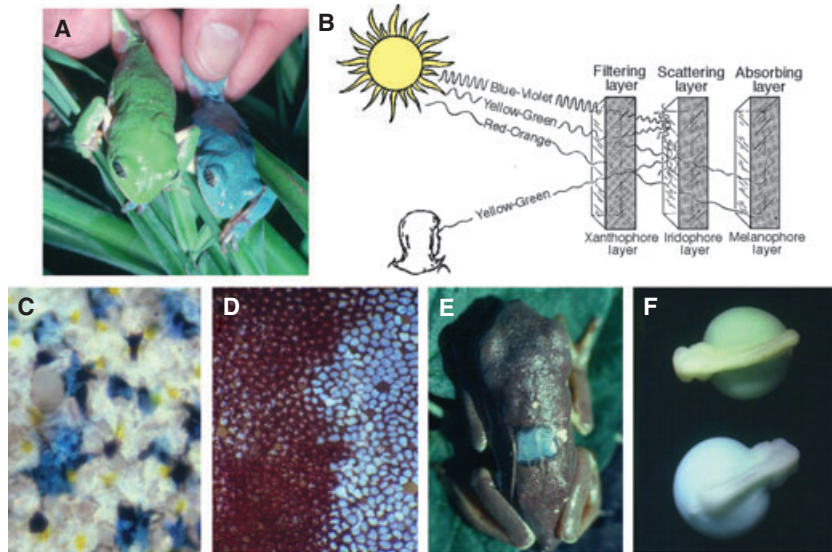 A
B
Blue-Violet
Yellow-Green
Red-Orange
Yellow-Green
Filtering
layer
Scattering
layer
Absorbing
layer
Xanthophore
layer
Iridophore
layer
Melanophore
layer
C
D
E
F